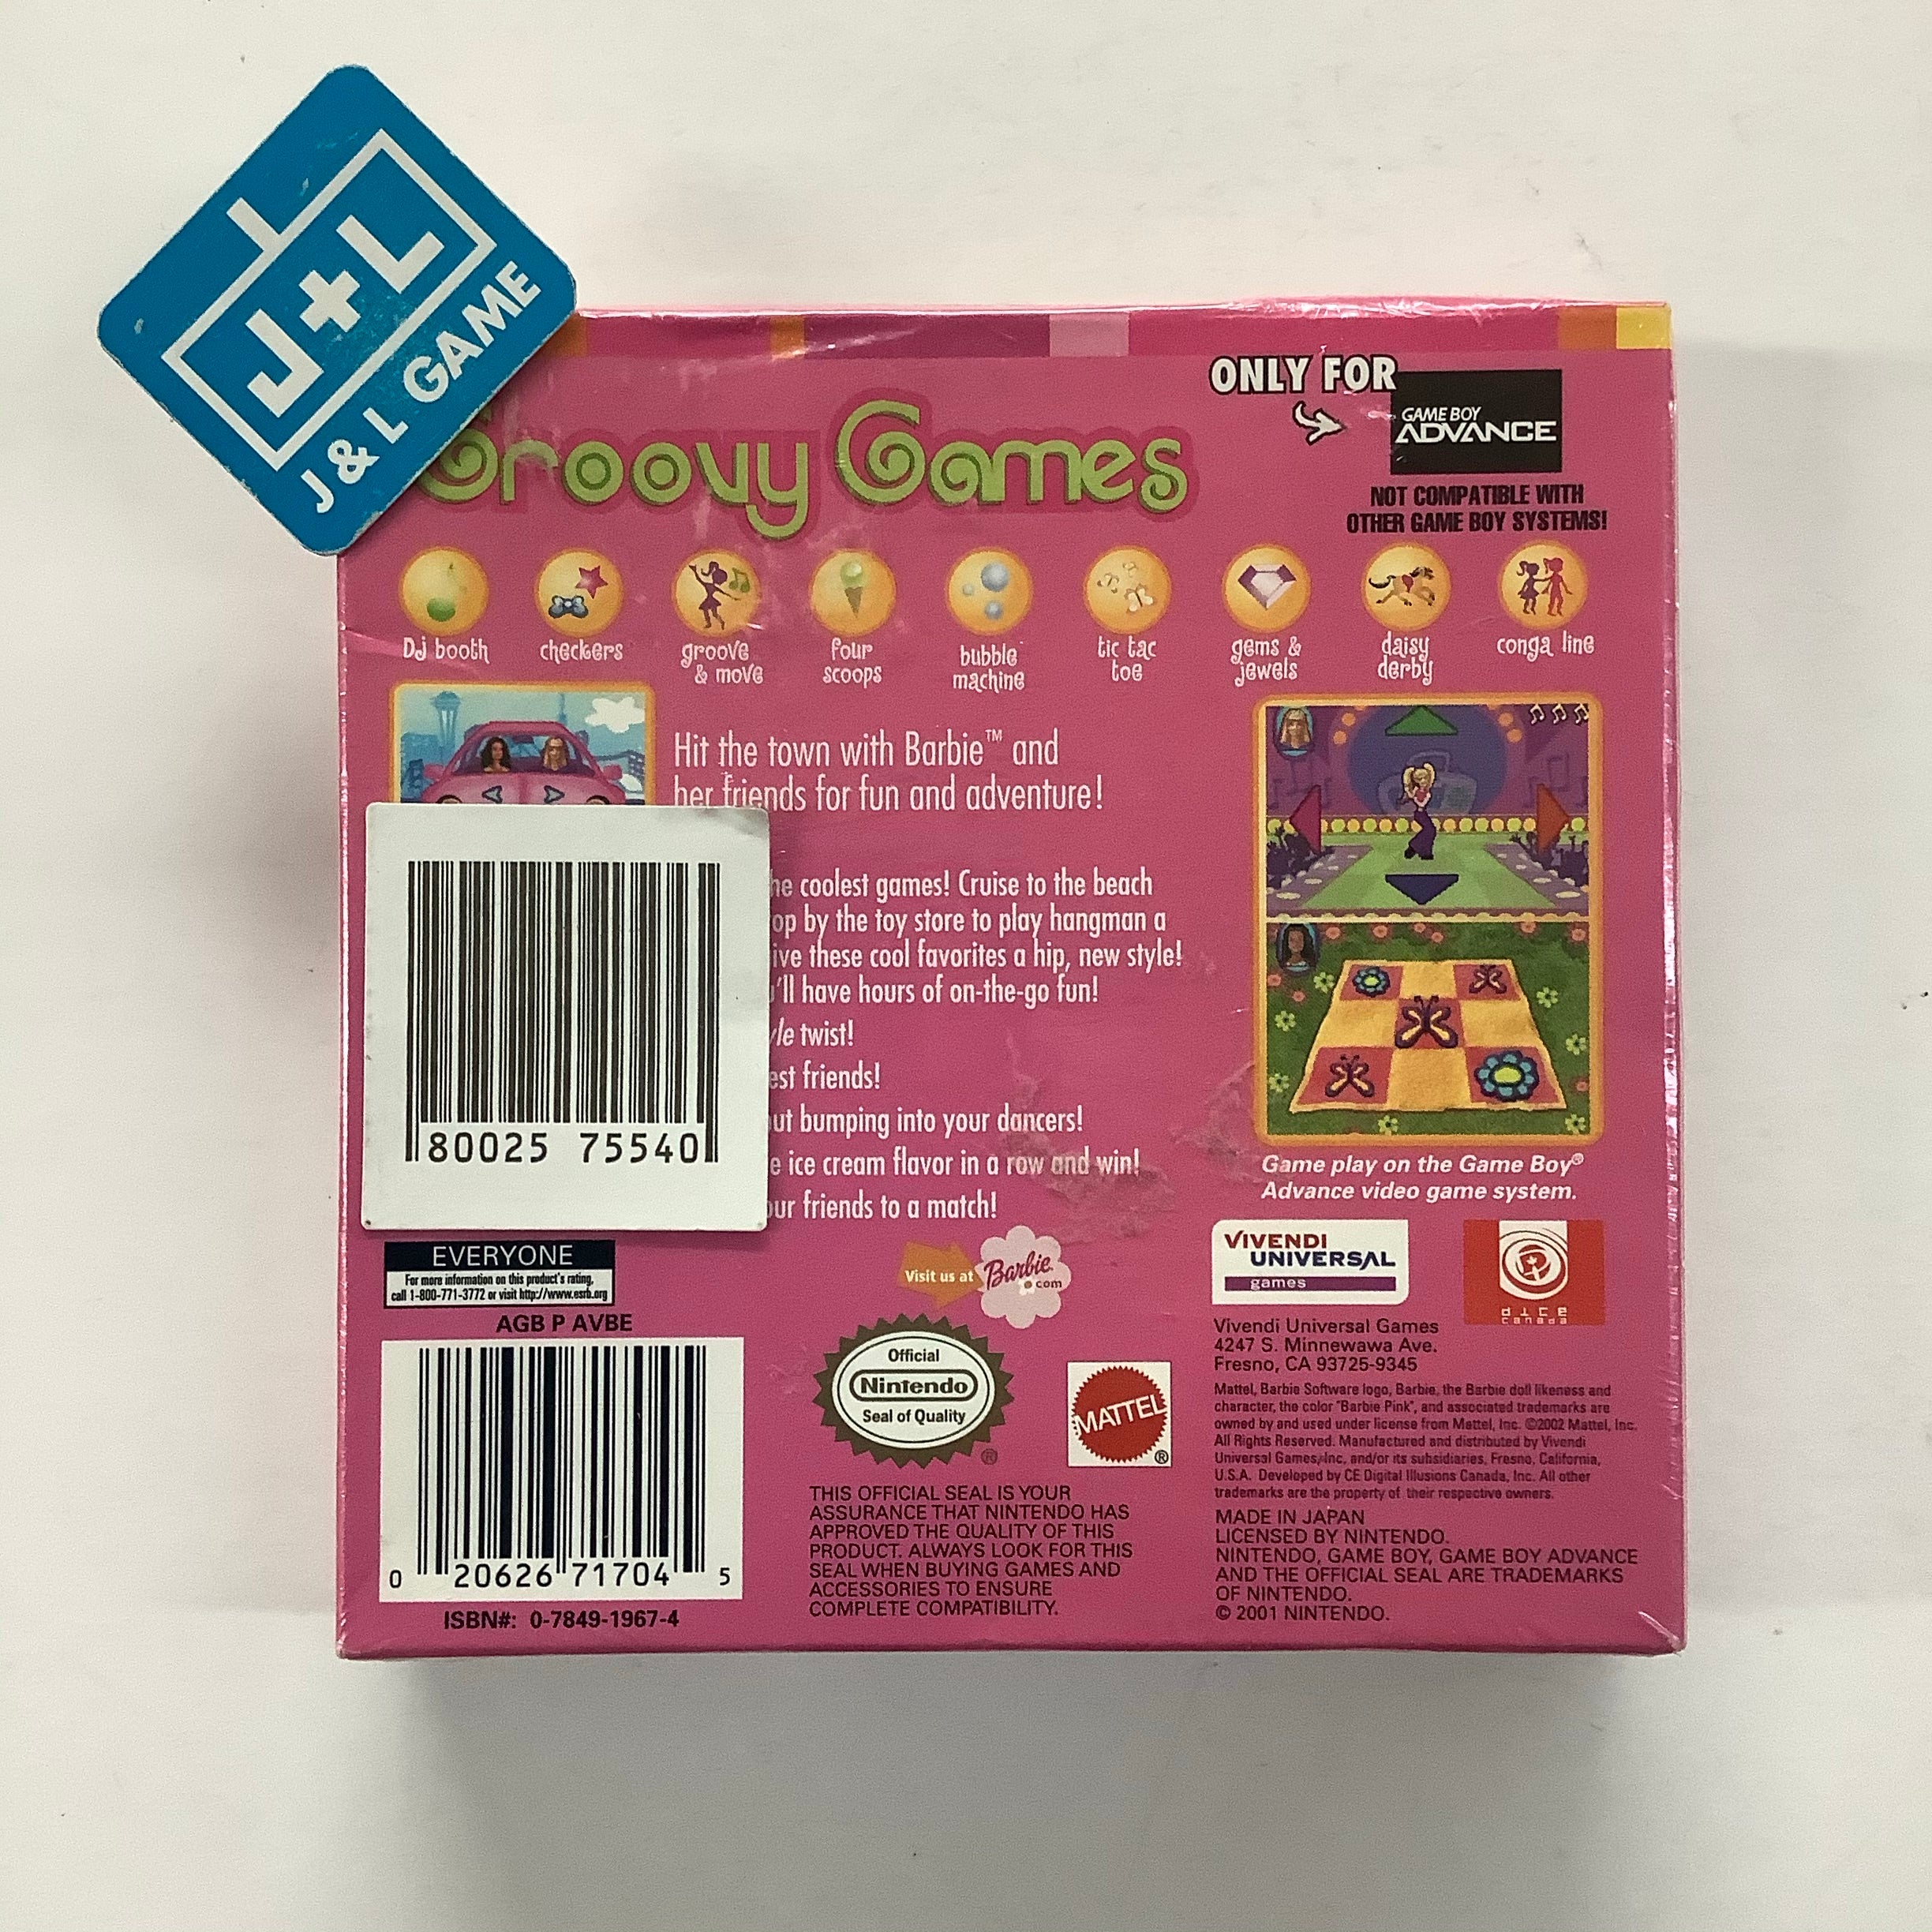 J+L
J & L GAME
Groovy Games
ONLY FOR
GAME BOY
ADVANCE
NOT COMPATIBLE WITH
OTHER GAME BOY SYSTEMS!
DJ booth
checkers
groove
& move
four
scoops
bubble
machine
tic tac
toe
gems &
jewels
daisy
derby
conga line
Hit the town with Barbie™ and
her friends for fun and adventure!
coolest games! Cruise to the beach
by the toy store to play hangman a
these cool favorites a hip, new style!
have hours of on-the-go fun!
twist!
friends!
bumping into your dancers!
ice cream flavor in a row and win!
friends to a match!
80025 75540
Game play on the Game Boy®
Advance video game system.
EVERYONE
For more information on this product's rating,
call 1-800-771-3772 or visit http://www.esrb.org
AGB P AVBE
0 20626 71704 5
ISBN#: 0-7849-1967-4
Visit us at Barbie.com
Official
Nintendo
Seal of Quality
®
MATTEL
®
THIS OFFICIAL SEAL IS YOUR
ASSURANCE THAT NINTENDO HAS
APPROVED THE QUALITY OF THIS
PRODUCT. ALWAYS LOOK FOR THIS
SEAL WHEN BUYING GAMES AND
ACCESSORIES TO ENSURE
COMPLETE COMPATIBILITY.
VIVENDI
UNIVERSAL
games
dice
canada
Vivendi Universal Games
4247 S. Minnewawa Ave.
Fresno, CA 93725-9345
Mattel, Barbie Software logo, Barbie, the Barbie doll likeness and
character, the color "Barbie Pink", and associated trademarks are
owned by and used under license from Mattel, Inc. ©2002 Mattel, Inc.
All Rights Reserved. Manufactured and distributed by Vivendi
Universal Games, Inc. and/or its subsidiaries, Fresno, California,
U.S.A. Developed by CE Digital Illusions Canada, Inc. All other
trademarks are the property of their respective owners.
MADE IN JAPAN
LICENSED BY NINTENDO.
NINTENDO, GAME BOY, GAME BOY ADVANCE
AND THE OFFICIAL SEAL ARE TRADEMARKS
OF NINTENDO.
© 2001 NINTENDO.